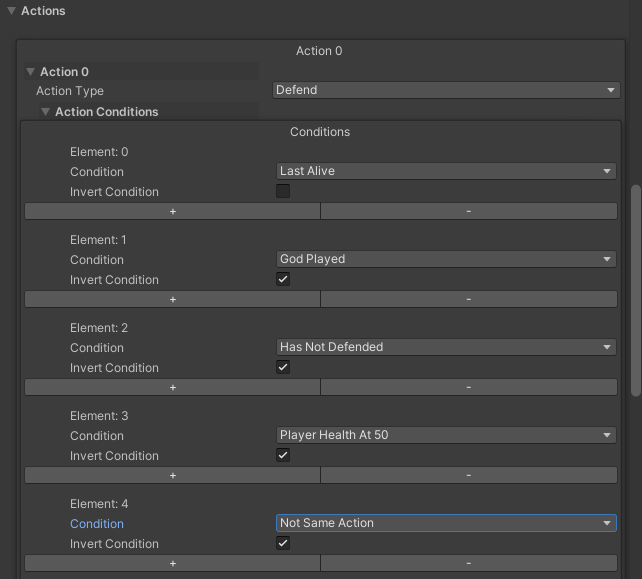 Actions
Action 0
Action 0
Action Type Defend
Action Conditions
Conditions
Element: 0
Condition Last Alive
Invert Condition
+ -
Element: 1
Condition God Played
Invert Condition
+ -
Element: 2
Condition Has Not Defended
Invert Condition
+ -
Element: 3
Condition Player Health At 50
Invert Condition
+ -
Element: 4
Condition Not Same Action
Invert Condition
+ -